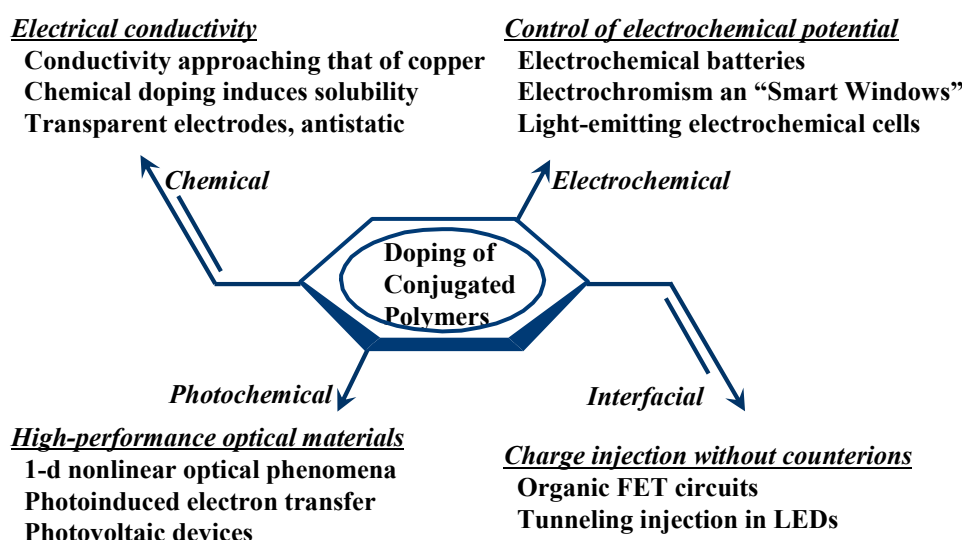 Electrical conductivity
Conductivity approaching that of copper
Chemical doping induces solubility
Transparent electrodes, antistatic
Control of electrochemical potential
Electrochemical batteries
Electrochromism an “Smart Windows”
Light-emitting electrochemical cells
Chemical
Electrochemical
Doping of
Conjugated
Polymers
Photochemical
Interfacial
High-performance optical materials
1-d nonlinear optical phenomena
Photoinduced electron transfer
Photovoltaic devices
Charge injection without counterions
Organic FET circuits
Tunneling injection in LEDs